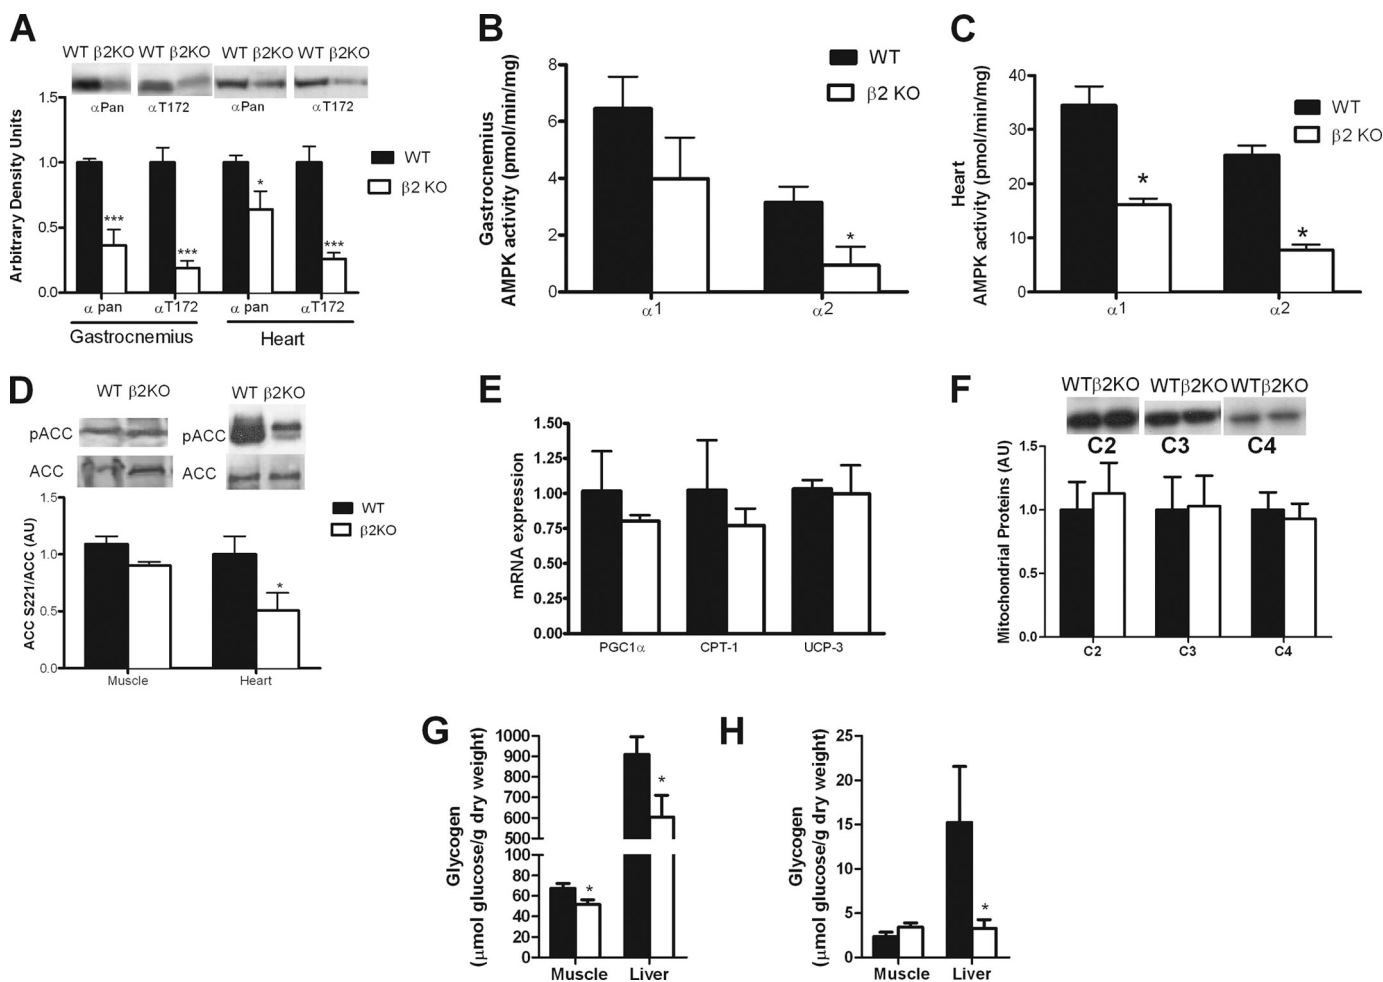 A
WT β2KO WT β2KO WT β2KO WT β2KO
αPan αT172 αPan αT172
Arbitrary Density Units
1.5
1.0
0.5
0.0
*** *** * ***
WT
β2 KO
α pan αT172 α pan αT172
Gastrocnemius Heart
B
Gastrocnemius
AMPK activity (pmol/min/mg)
8
6
4
2
0
*
WT
β2 KO
α1 α2
C
Heart
AMPK activity (pmol/min/mg)
40
30
20
10
0
* *
WT
β2 KO
α1 α2
D
WT β2KO WT β2KO
pACC pACC
ACC ACC
ACC S221/ACC (AU)
1.5
1.0
0.5
0.0
*
WT
β2KO
Muscle Heart
E
mRNA expression
1.50
1.25
1.00
0.75
0.50
0.25
0.00
PGC1α CPT-1 UCP-3
F
WTβ2KO WTβ2KO WTβ2KO
C2 C3 C4
Mitochondrial Proteins (AU)
1.5
1.0
0.5
0.0
C2 C3 C4
G
Glycogen
(μmol glucose/g dry weight)
1000
900
800
700
600
500
100
80
60
40
20
0
* *
Muscle Liver
H
Glycogen
(μmol glucose/g dry weight)
25
20
15
10
5
0
*
Muscle Liver